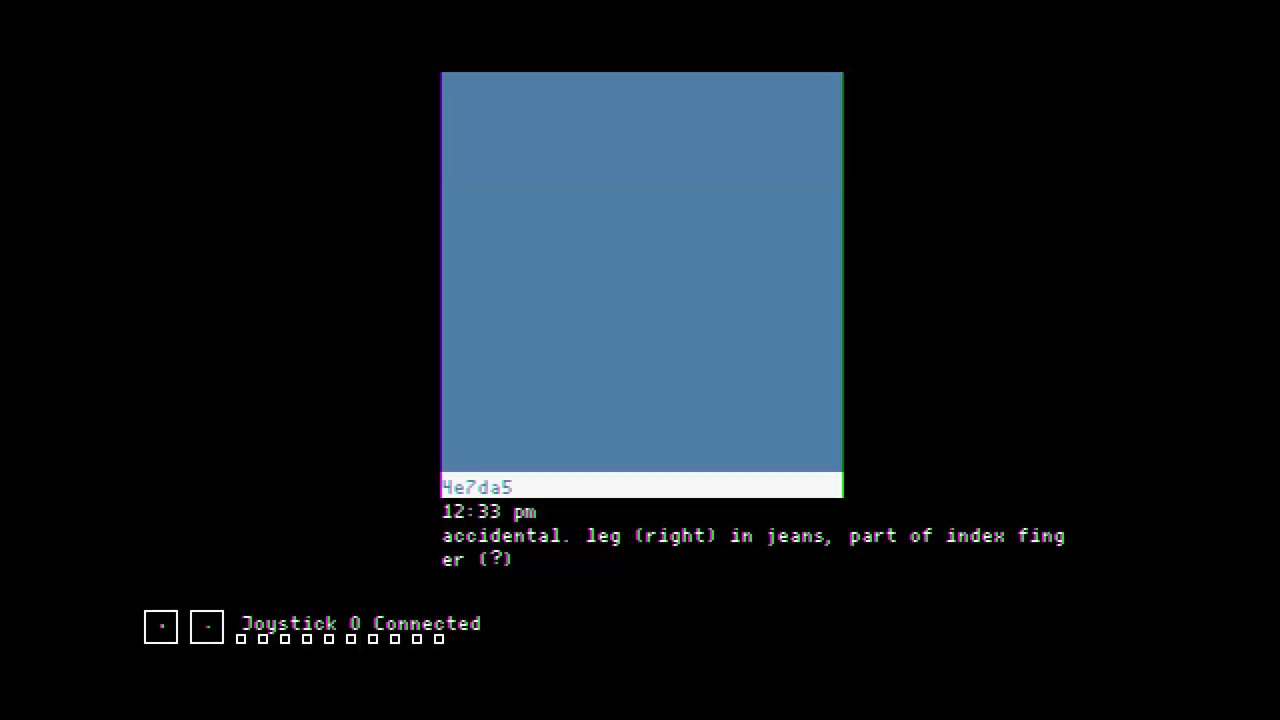 4e7da5
12:33 pm
accidental. leg (right) in jeans, part of index fing
er (?)
Joystick 0 Connected